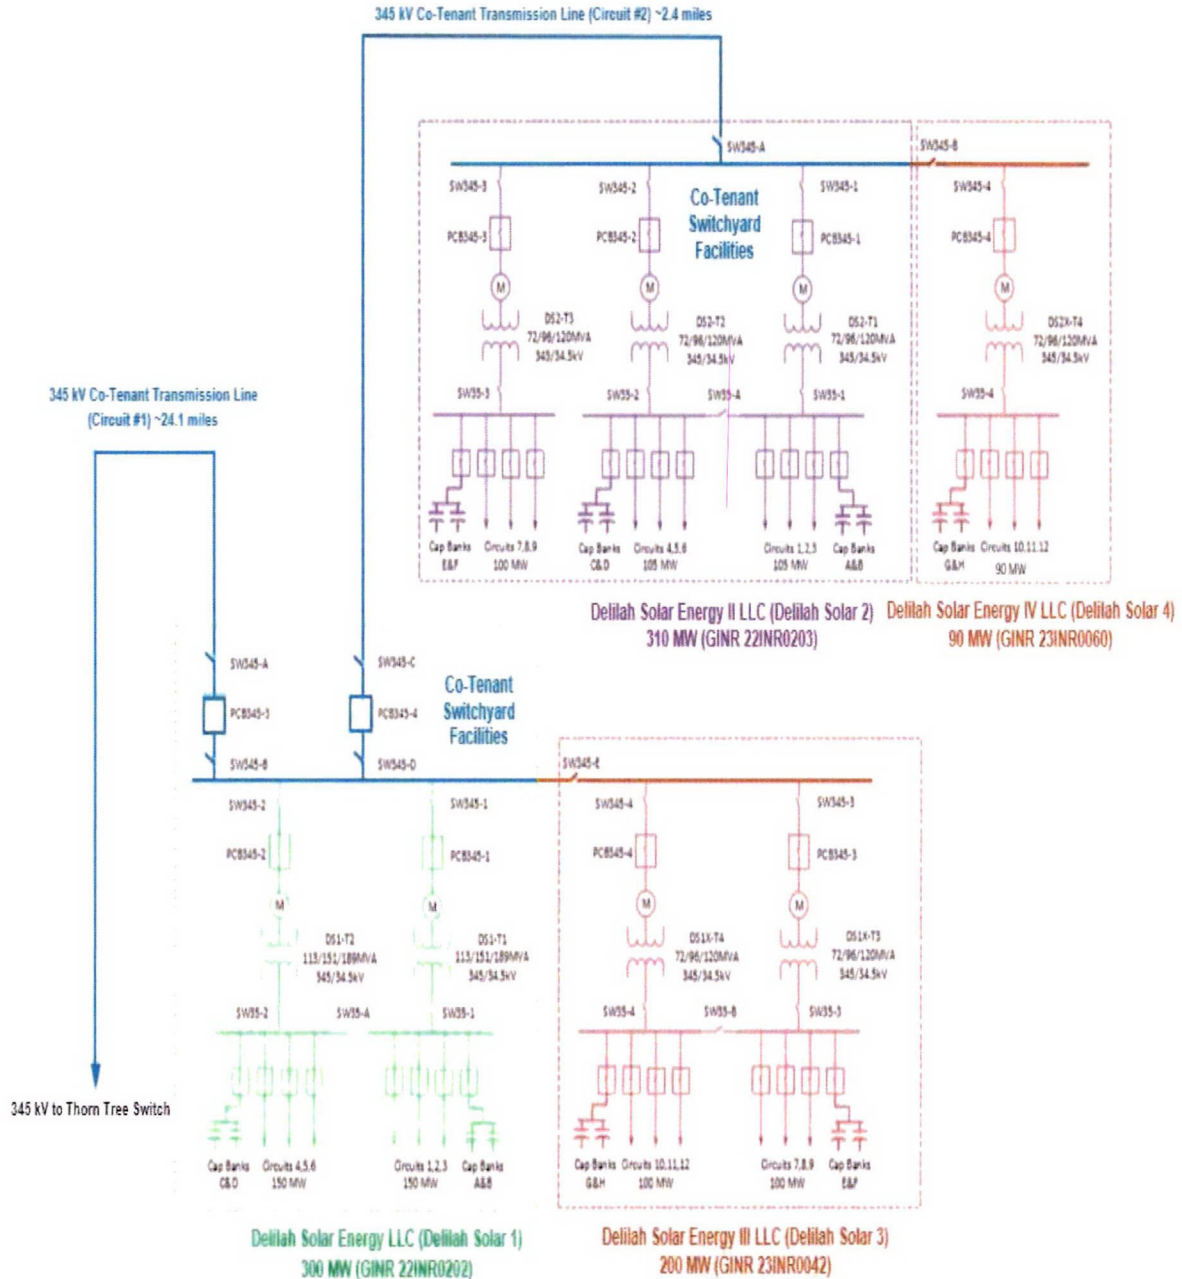 345 kV Co-Tenant Transmission Line (Circuit #2) ~2.4 miles
SW345-A
SW345-B
SW345-3
SW345-2
SW345-1
SW345-4
Co-Tenant
Switchyard
Facilities
PCB345-3
PCB345-2
PCB345-1
PCB345-4
M
M
M
M
DS2-T3
72/96/120MVA
345/34.5kV
DS2-T2
72/96/120MVA
345/34.5kV
DS2-T1
72/96/120MVA
345/34.5kV
DS2X-T4
72/96/120MVA
345/34.5kV
SW35-3
SW35-2
SW35-A
SW35-1
SW35-4
345 kV Co-Tenant Transmission Line
(Circuit #1) ~24.1 miles
Cap Banks
E&F
Circuits 7,8,9
100 MW
Cap Banks
C&D
Circuits 4,5,6
105 MW
Circuits 1,2,3
105 MW
Cap Banks
A&B
Cap Banks
G&H
Circuits 10,11,12
90 MW
Delilah Solar Energy II LLC (Delilah Solar 2)
310 MW (GINR 22INR0203)
Delilah Solar Energy IV LLC (Delilah Solar 4)
90 MW (GINR 23INR0060)
SW345-A
SW345-C
PCB345-3
PCB345-4
Co-Tenant
Switchyard
Facilities
SW345-B
SW345-D
SW345-E
SW345-2
SW345-1
SW345-4
SW345-3
PCB345-2
PCB345-1
PCB345-4
PCB345-3
M
M
M
M
DS1-T2
113/151/189MVA
345/34.5kV
DS1-T1
113/151/189MVA
345/34.5kV
DS1X-T4
72/96/120MVA
345/34.5kV
DS1X-T3
72/96/120MVA
345/34.5kV
SW35-2
SW35-A
SW35-1
SW35-4
SW35-B
SW35-3
345 kV to Thorn Tree Switch
Cap Banks
C&D
Circuits 4,5,6
150 MW
Circuits 1,2,3
150 MW
Cap Banks
A&B
Cap Banks
G&H
Circuits 10,11,12
100 MW
Circuits 7,8,9
100 MW
Cap Banks
E&F
Delilah Solar Energy LLC (Delilah Solar 1)
300 MW (GINR 22INR0202)
Delilah Solar Energy III LLC (Delilah Solar 3)
200 MW (GINR 23INR0042)